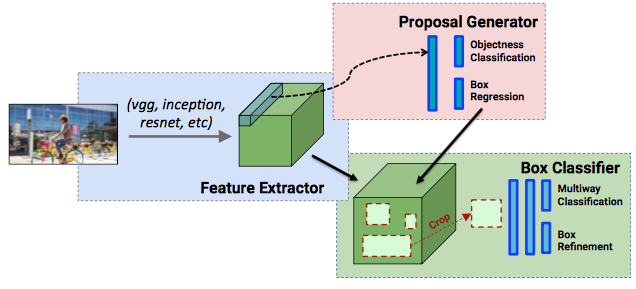 Proposal Generator
Objectness
Classification
Box
Regression
(vgg, inception,
resnet, etc)
Feature Extractor
Box Classifier
Multiway
Classification
Box
Refinement
Crop